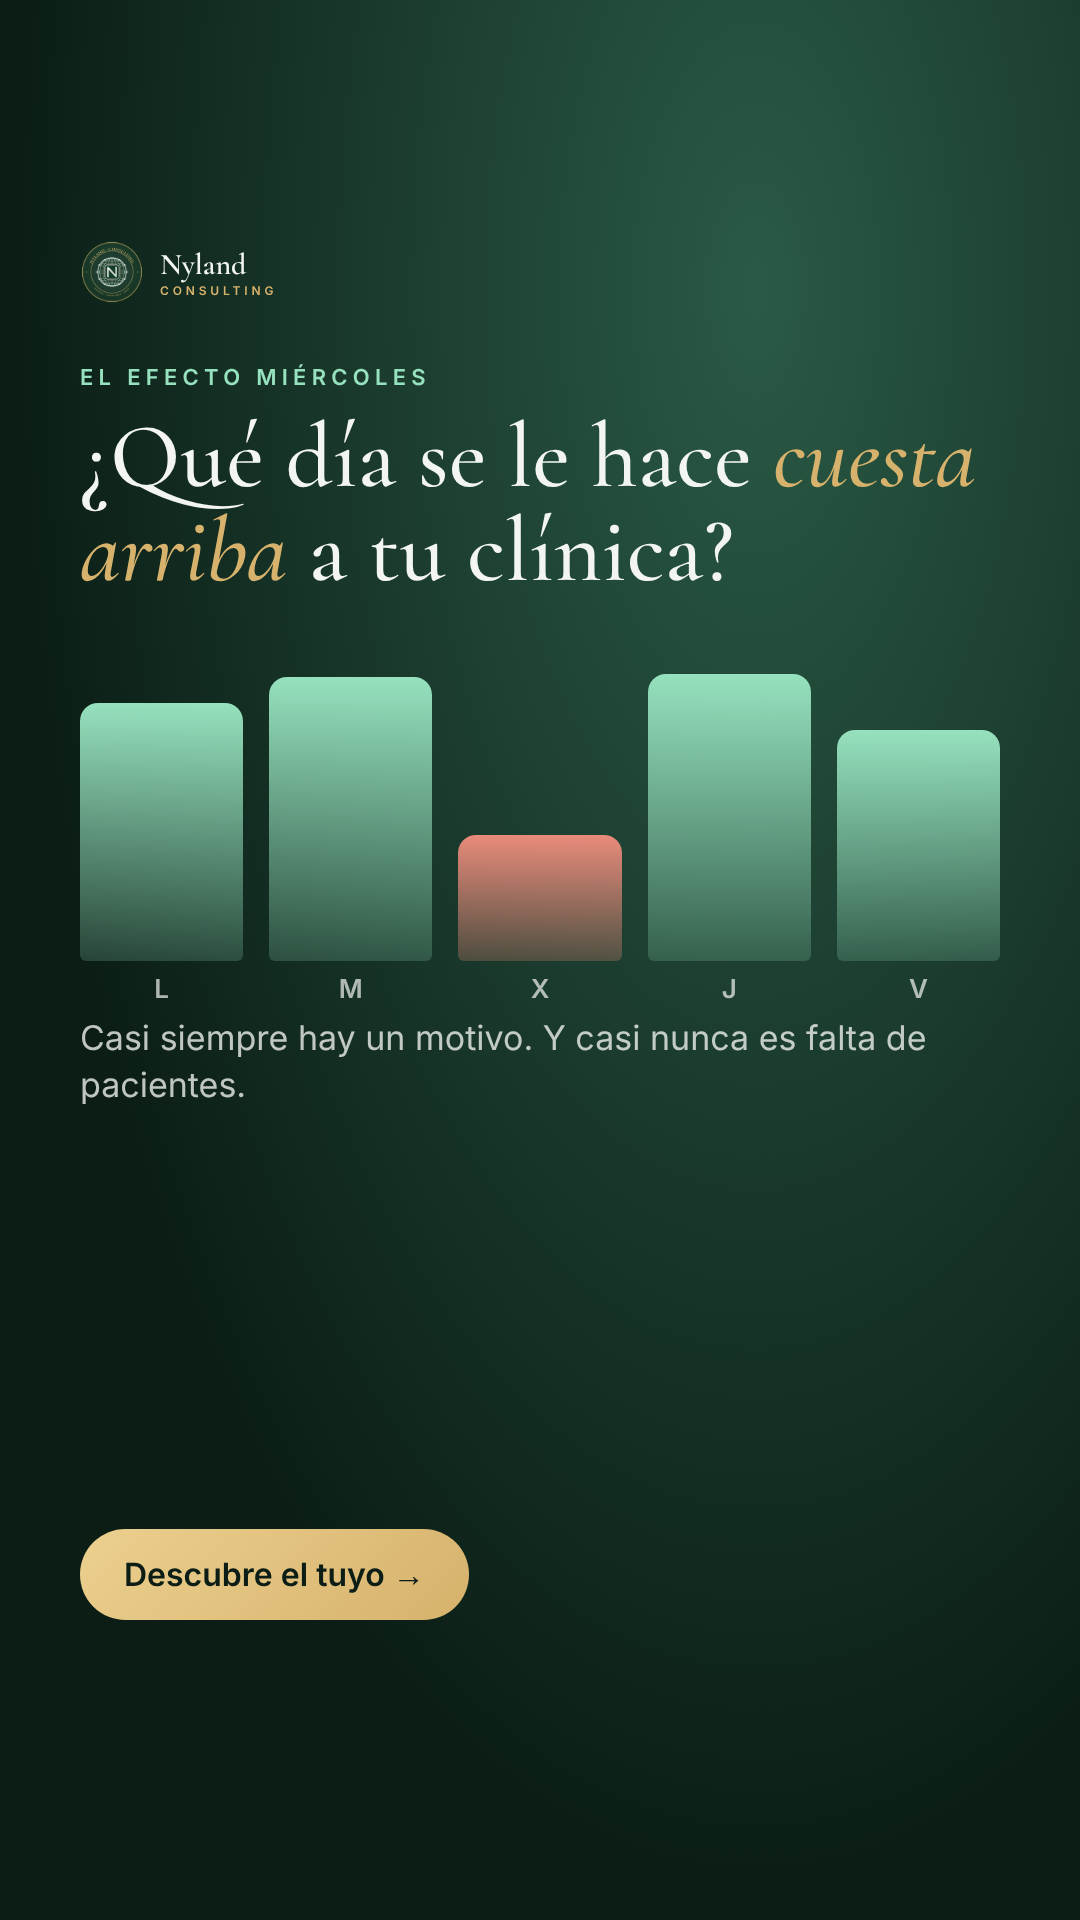 Nyland
CONSULTING
EL EFECTO MIÉRCOLES
¿Qué día se le hace cuesta
arriba a tu clínica?
L M X J V
Casi siempre hay un motivo. Y casi nunca es falta de
pacientes.
Descubre el tuyo →